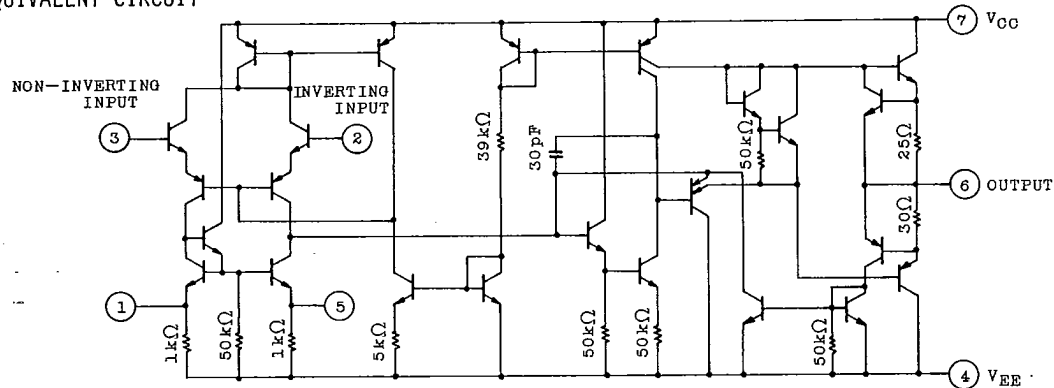 QUIVALENT CIRCUIT
7 VCC
NON-INVERTING
INPUT
INVERTING
INPUT
3
2
39kΩ
30pF
50kΩ
25Ω
6 OUTPUT
30Ω
1
5
1kΩ
50kΩ
1kΩ
5kΩ
50kΩ
50kΩ
50kΩ
4 VEE